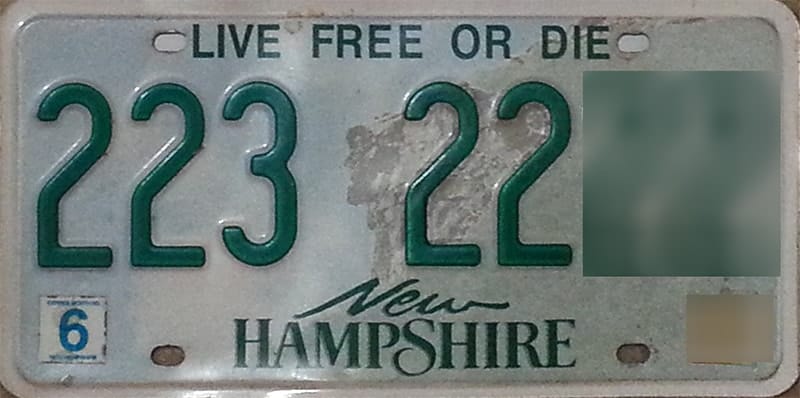 LIVE FREE OR DIE
223 22
6
New
HAMPSHIRE